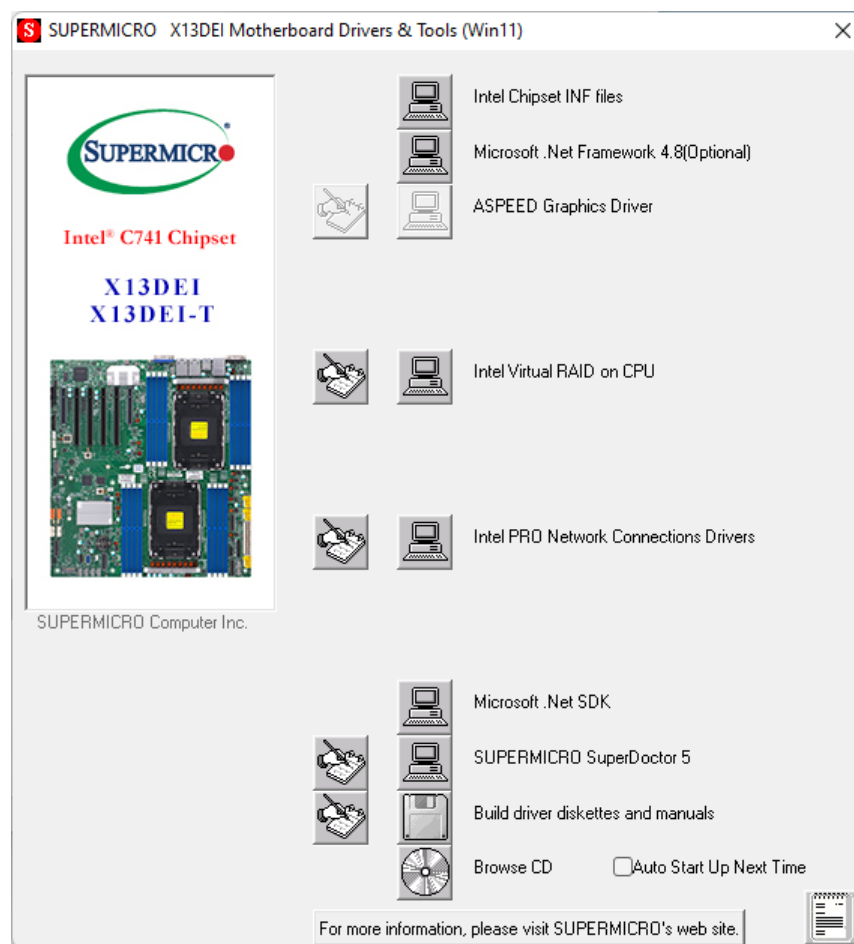 S SUPERMICRO X13DEI Motherboard Drivers & Tools (Win11)
SUPERMICR
Intel® C741 Chipset
X13DEI
X13DEI-T
SUPERMICRO Computer Inc.
Intel Chipset INF files
Microsoft .Net Framework 4.8(Optional)
ASPEED Graphics Driver
Intel Virtual RAID on CPU
Intel PRO Network Connections Drivers
Microsoft .Net SDK
SUPERMICRO SuperDoctor 5
Build driver diskettes and manuals
Browse CD Auto Start Up Next Time
For more information, please visit SUPERMICRO's web site.